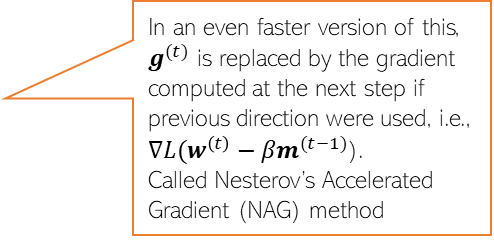 In an even faster version of this,
𝒈⁽ᵗ⁾ is replaced by the gradient
computed at the next step if
previous direction were used, i.e.,
∇𝐿(𝒘⁽ᵗ⁾ − 𝛽𝒎⁽ᵗ⁻¹⁾).
Called Nesterov's Accelerated
Gradient (NAG) method